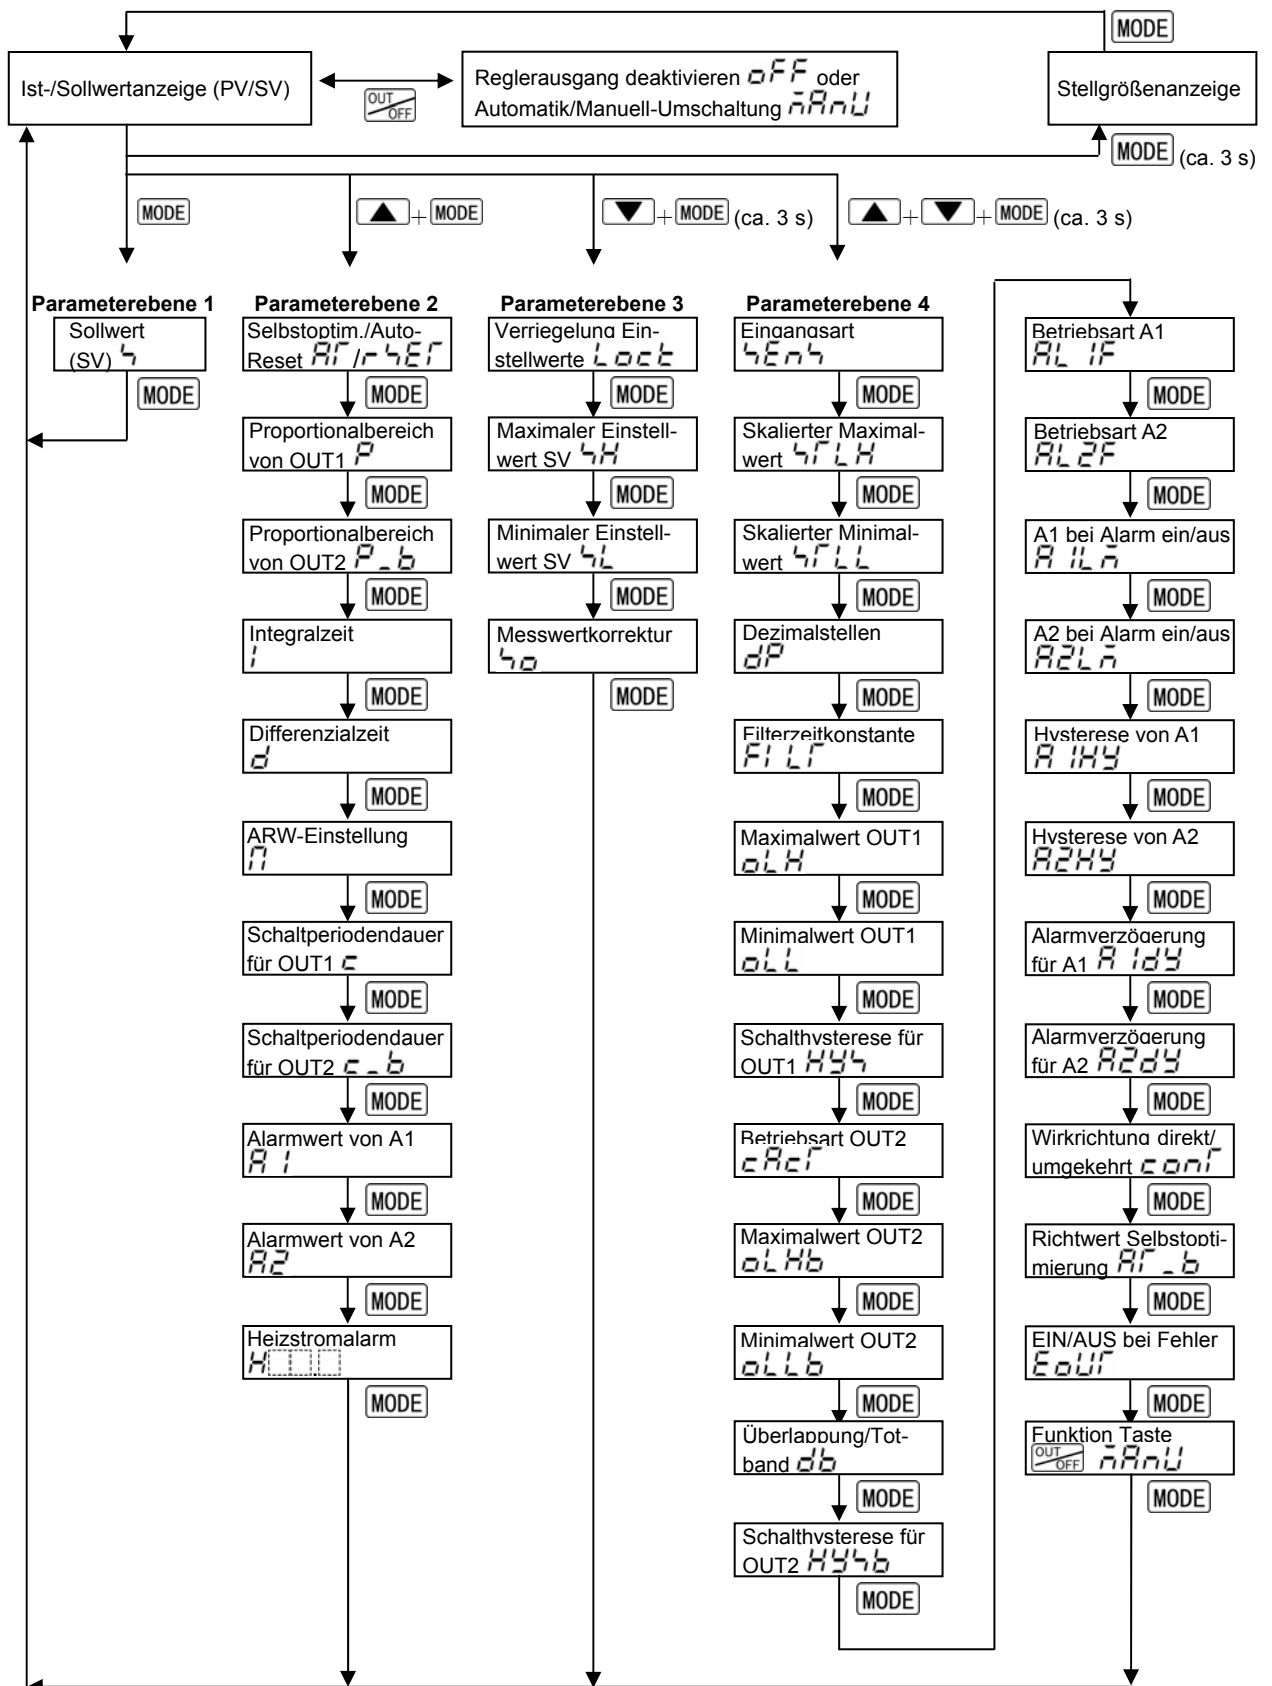 MODE
Ist-/Sollwertanzeige (PV/SV)
OUT OFF
Reglerausgang deaktivieren oFF oder
Automatik/Manuell-Umschaltung mAnU
Stellgrößenanzeige
MODE (ca. 3 s)
MODE
▲ + MODE
▼ + MODE (ca. 3 s)
▲ + ▼ + MODE (ca. 3 s)
Parameterebene 1
Sollwert
(SV) S
MODE
Parameterebene 2
Selbstoptim./Auto-
Reset AT/rSET
MODE
Proportionalbereich
von OUT1 P
MODE
Proportionalbereich
von OUT2 P_b
MODE
Integralzeit
I
MODE
Differenzialzeit
d
MODE
ARW-Einstellung
MODE
Schaltperiodendauer
für OUT1 c
MODE
Schaltperiodendauer
für OUT2 c_b
MODE
Alarmwert von A1
A1
MODE
Alarmwert von A2
A2
MODE
Heizstromalarm
H
MODE
Parameterebene 3
Verriegelung Ein-
stellwerte Lock
MODE
Maximaler Einstell-
wert SV SH
MODE
Minimaler Einstell-
wert SV SL
MODE
Messwertkorrektur
So
MODE
Parameterebene 4
Eingangsart
SEnS
MODE
Skalierter Maximal-
wert STLH
MODE
Skalierter Minimal-
wert STLL
MODE
Dezimalstellen
dP
MODE
Filterzeitkonstante
FILT
MODE
Maximalwert OUT1
oLH
MODE
Minimalwert OUT1
oLL
MODE
Schalthysterese für
OUT1 HYS
MODE
Betriebsart OUT2
cAcT
MODE
Maximalwert OUT2
oLHb
MODE
Minimalwert OUT2
oLLb
MODE
Überlappung/Tot-
band db
MODE
Schalthysterese für
OUT2 HYSb
MODE
Betriebsart A1
AL1F
MODE
Betriebsart A2
AL2F
MODE
A1 bei Alarm ein/aus
A1Lm
MODE
A2 bei Alarm ein/aus
A2Lm
MODE
Hysterese von A1
A1HY
MODE
Hysterese von A2
A2HY
MODE
Alarmverzögerung
für A1 A1dY
MODE
Alarmverzögerung
für A2 A2dY
MODE
Wirkrichtung direkt/
umgekehrt conT
MODE
Richtwert Selbstopti-
mierung AT_b
MODE
EIN/AUS bei Fehler
EoUT
MODE
Funktion Taste
OUT OFF mAnU
MODE